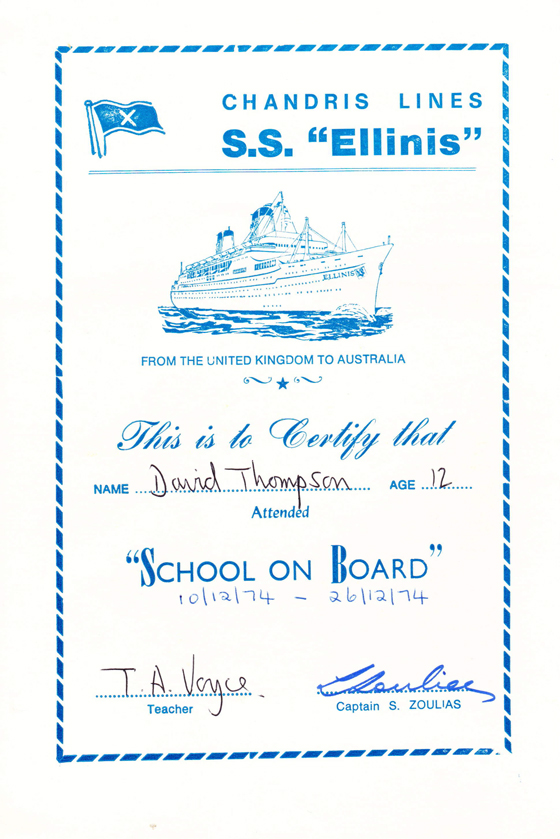 CHANDRIS LINES
S.S. "Ellinis"
ELLINIS
FROM THE UNITED KINGDOM TO AUSTRALIA
This is to Certify that
NAME David Thompson AGE 12
Attended
"SCHOOL ON BOARD"
10/12/74 - 26/12/74
T. A. Voyce
Zoulias
Teacher
Captain S. ZOULIAS